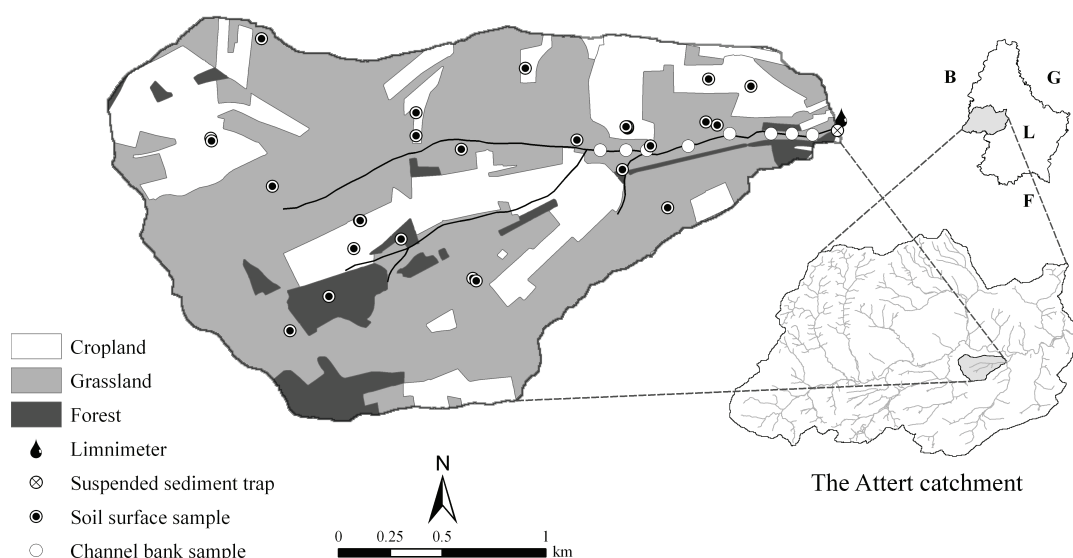 B
G
L
F
Cropland
Grassland
Forest
Limnimeter
Suspended sediment trap
Soil surface sample
Channel bank sample
The Attert catchment
N
0 0.25 0.5 1
km